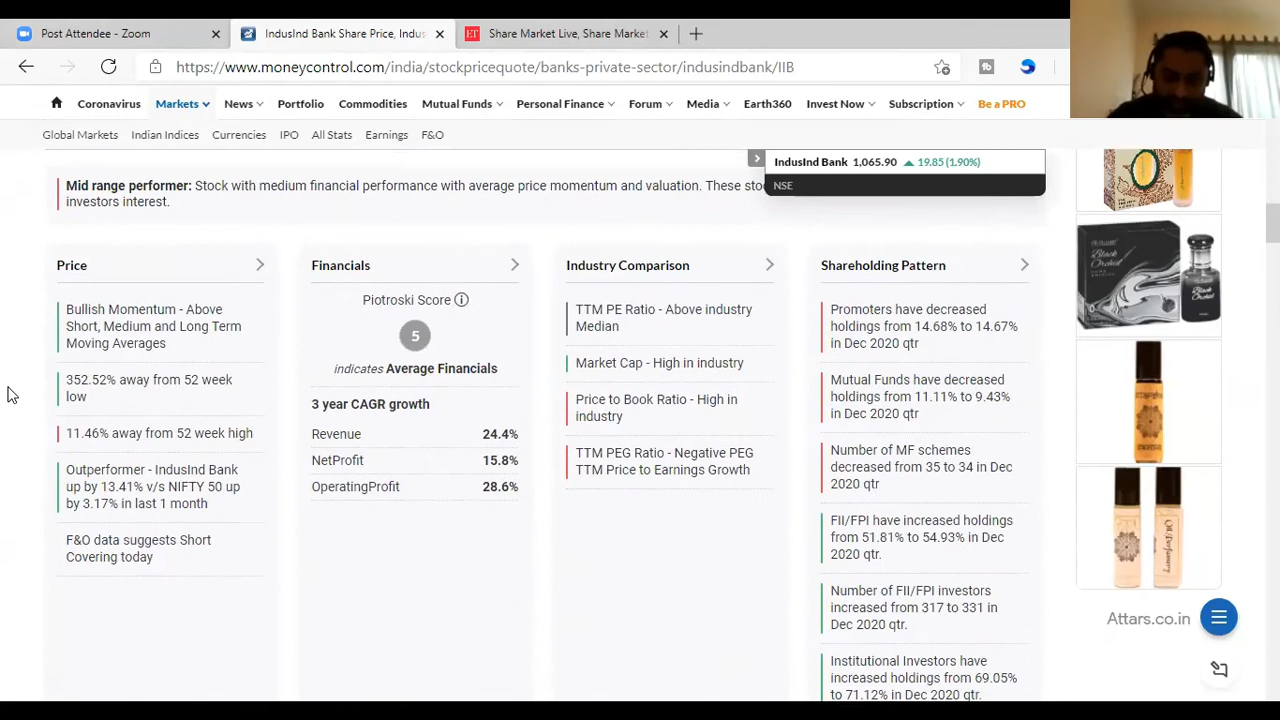 Post Attendee - Zoom
IndusInd Bank Share Price, Indus
ET Share Market Live, Share Market
https://www.moneycontrol.com/india/stockpricequote/banks-private-sector/indusindbank/IIB
Coronavirus Markets News Portfolio Commodities Mutual Funds Personal Finance Forum Media Earth360 Invest Now Subscription Be a PRO
Global Markets Indian Indices Currencies IPO All Stats Earnings F&O
IndusInd Bank 1,065.90 ▲ 19.85 (1.90%)
NSE
Mid range performer: Stock with medium financial performance with average price momentum and valuation. These
investors interest.
Price
Bullish Momentum - Above
Short, Medium and Long Term
Moving Averages
352.52% away from 52 week
low
11.46% away from 52 week high
Outperformer - IndusInd Bank
up by 13.41% v/s NIFTY 50 up
by 3.17% in last 1 month
F&O data suggests Short
Covering today
Financials
Piotroski Score
5
indicates Average Financials
3 year CAGR growth
Revenue 24.4%
NetProfit 15.8%
OperatingProfit 28.6%
Industry Comparison
TTM PE Ratio - Above industry
Median
Market Cap - High in industry
Price to Book Ratio - High in
industry
TTM PEG Ratio - Negative PEG
TTM Price to Earnings Growth
Shareholding Pattern
Promoters have decreased
holdings from 14.68% to 14.67%
in Dec 2020 qtr
Mutual Funds have decreased
holdings from 11.11% to 9.43%
in Dec 2020 qtr
Number of MF schemes
decreased from 35 to 34 in Dec
2020 qtr
FII/FPI have increased holdings
from 51.81% to 54.93% in Dec
2020 qtr.
Number of FII/FPI investors
increased from 317 to 331 in
Dec 2020 qtr.
Institutional Investors have
increased holdings from 69.05%
to 71.12% in Dec 2020 qtr.
Black
Orchid
Black
Orchid
Attars.co.in